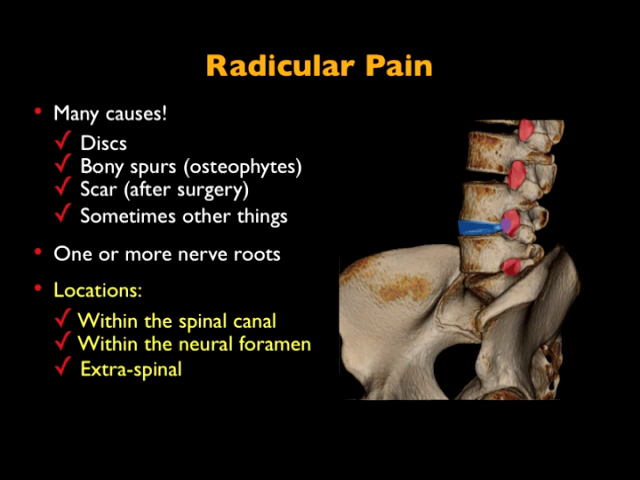 Radicular Pain
• Many causes!
✓ Discs
✓ Bony spurs (osteophytes)
✓ Scar (after surgery)
✓ Sometimes other things
• One or more nerve roots
• Locations:
✓ Within the spinal canal
✓ Within the neural foramen
✓ Extra-spinal